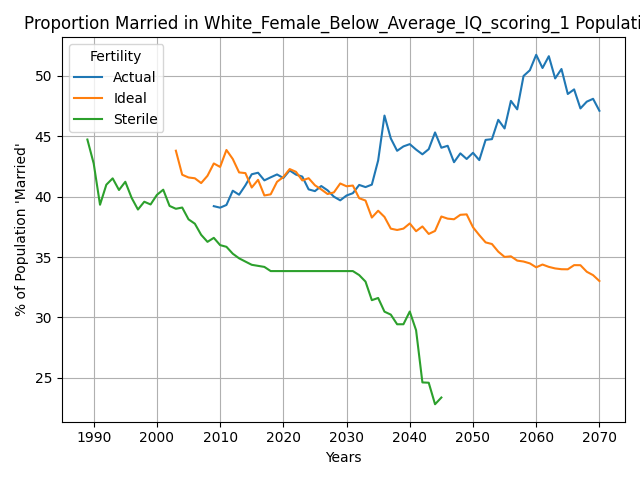 Proportion Married in White_Female_Below_Average_IQ_scoring_1 Populati
Fertility
Actual
Ideal
Sterile
% of Population 'Married'
50
45
40
35
30
25
1990 2000 2010 2020 2030 2040 2050 2060 2070
Years